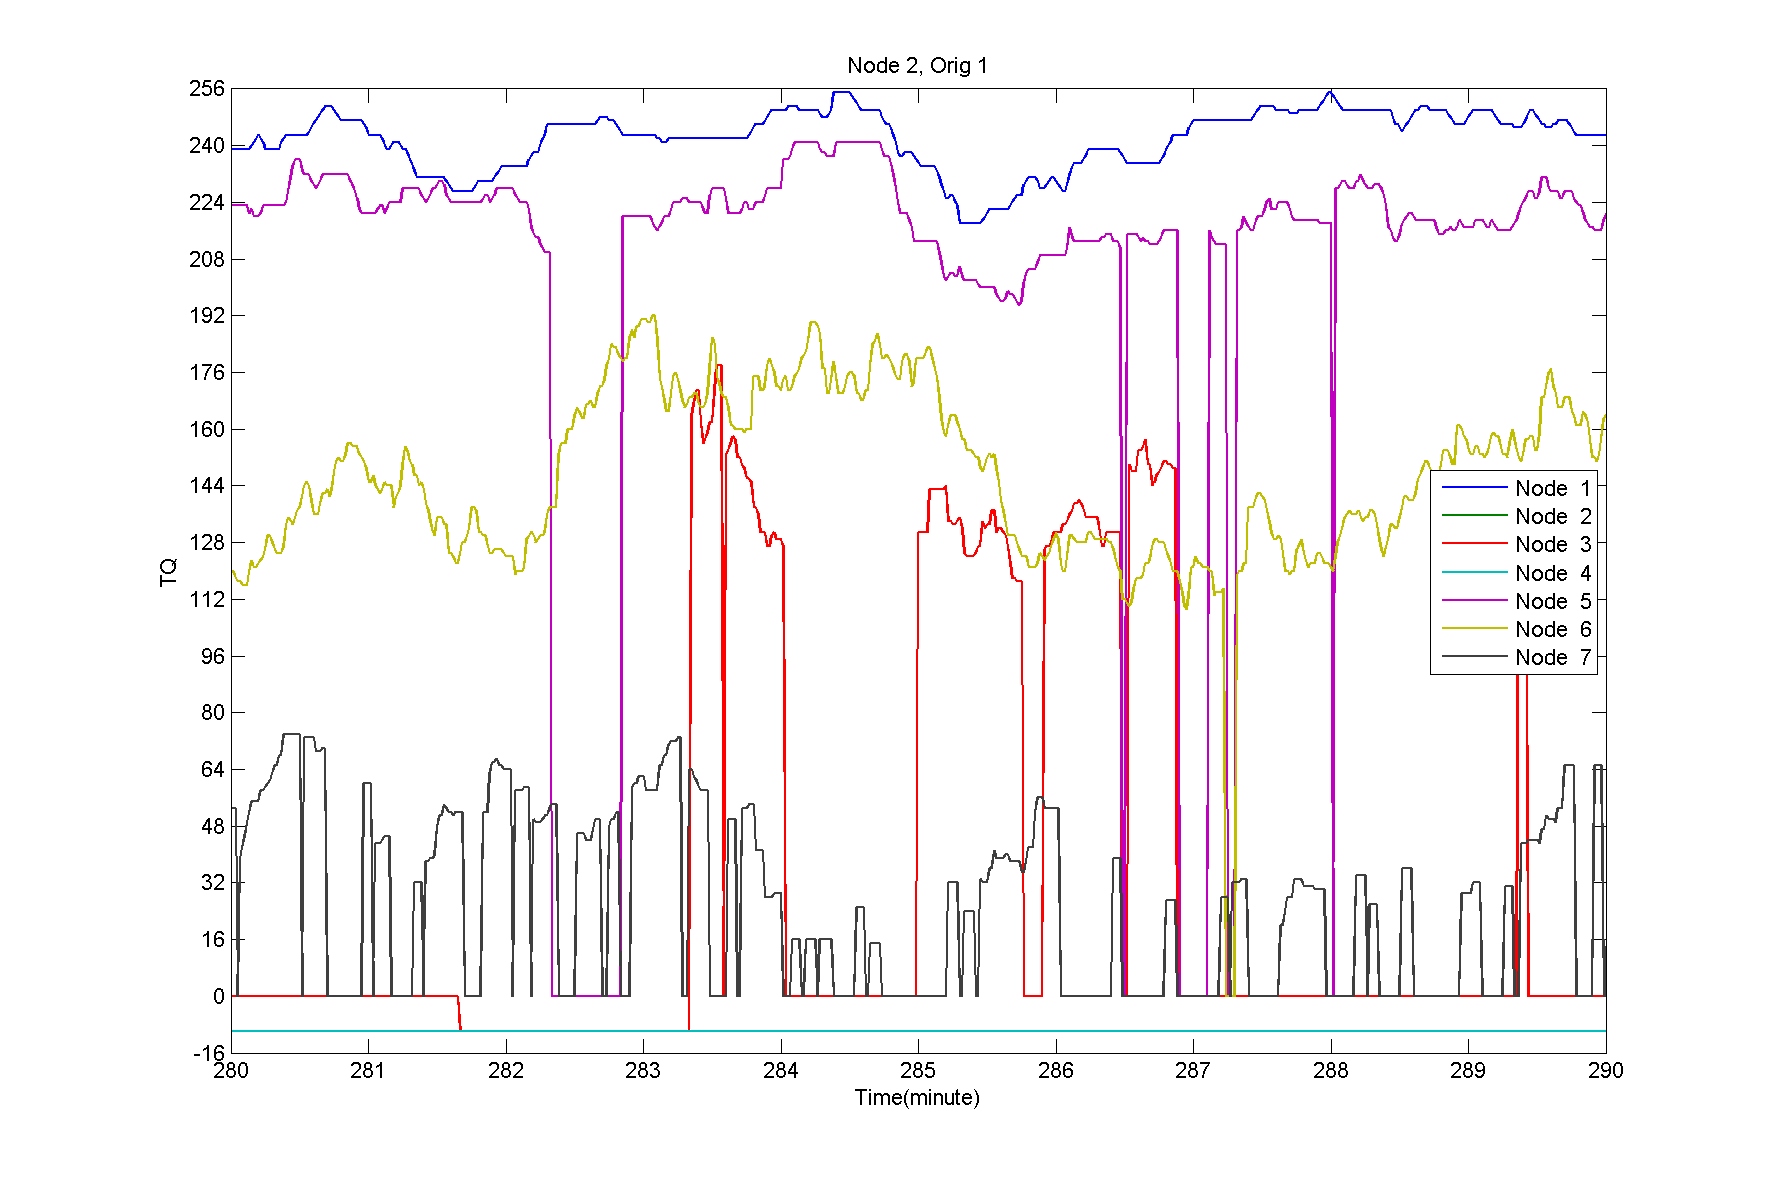 Node 2, Orig 1
256
240
224
208
192
176
160
144
128
112
96
80
64
48
32
16
0
-16
TQ
Node 1
Node 2
Node 3
Node 4
Node 5
Node 6
Node 7
280 281 282 283 284 285 286 287 288 289 290
Time(minute)